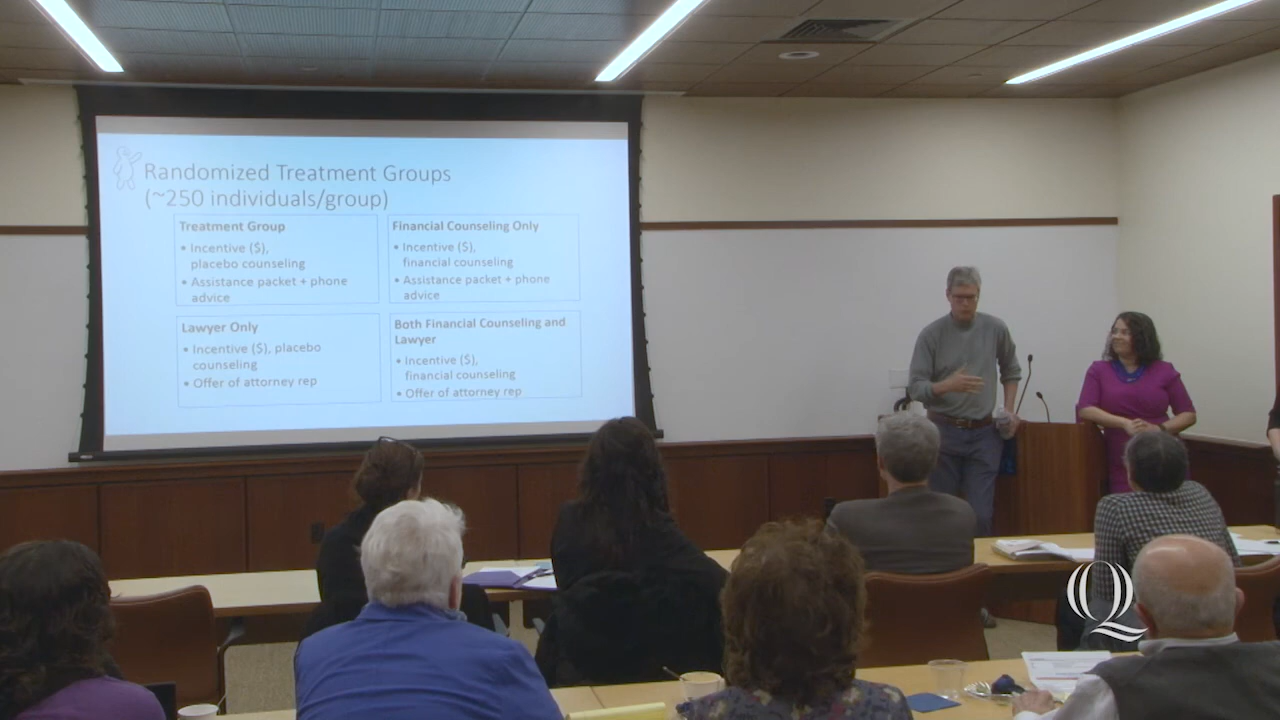 Randomized Treatment Groups
(~250 individuals/group)
Treatment Group
• Incentive ($),
placebo counseling
• Assistance packet + phone
advice
Financial Counseling Only
• Incentive ($),
financial counseling
• Assistance packet + phone
advice
Lawyer Only
• Incentive ($), placebo
counseling
• Offer of attorney rep
Both Financial Counseling and
Lawyer
• Incentive ($),
financial counseling
• Offer of attorney rep
Q